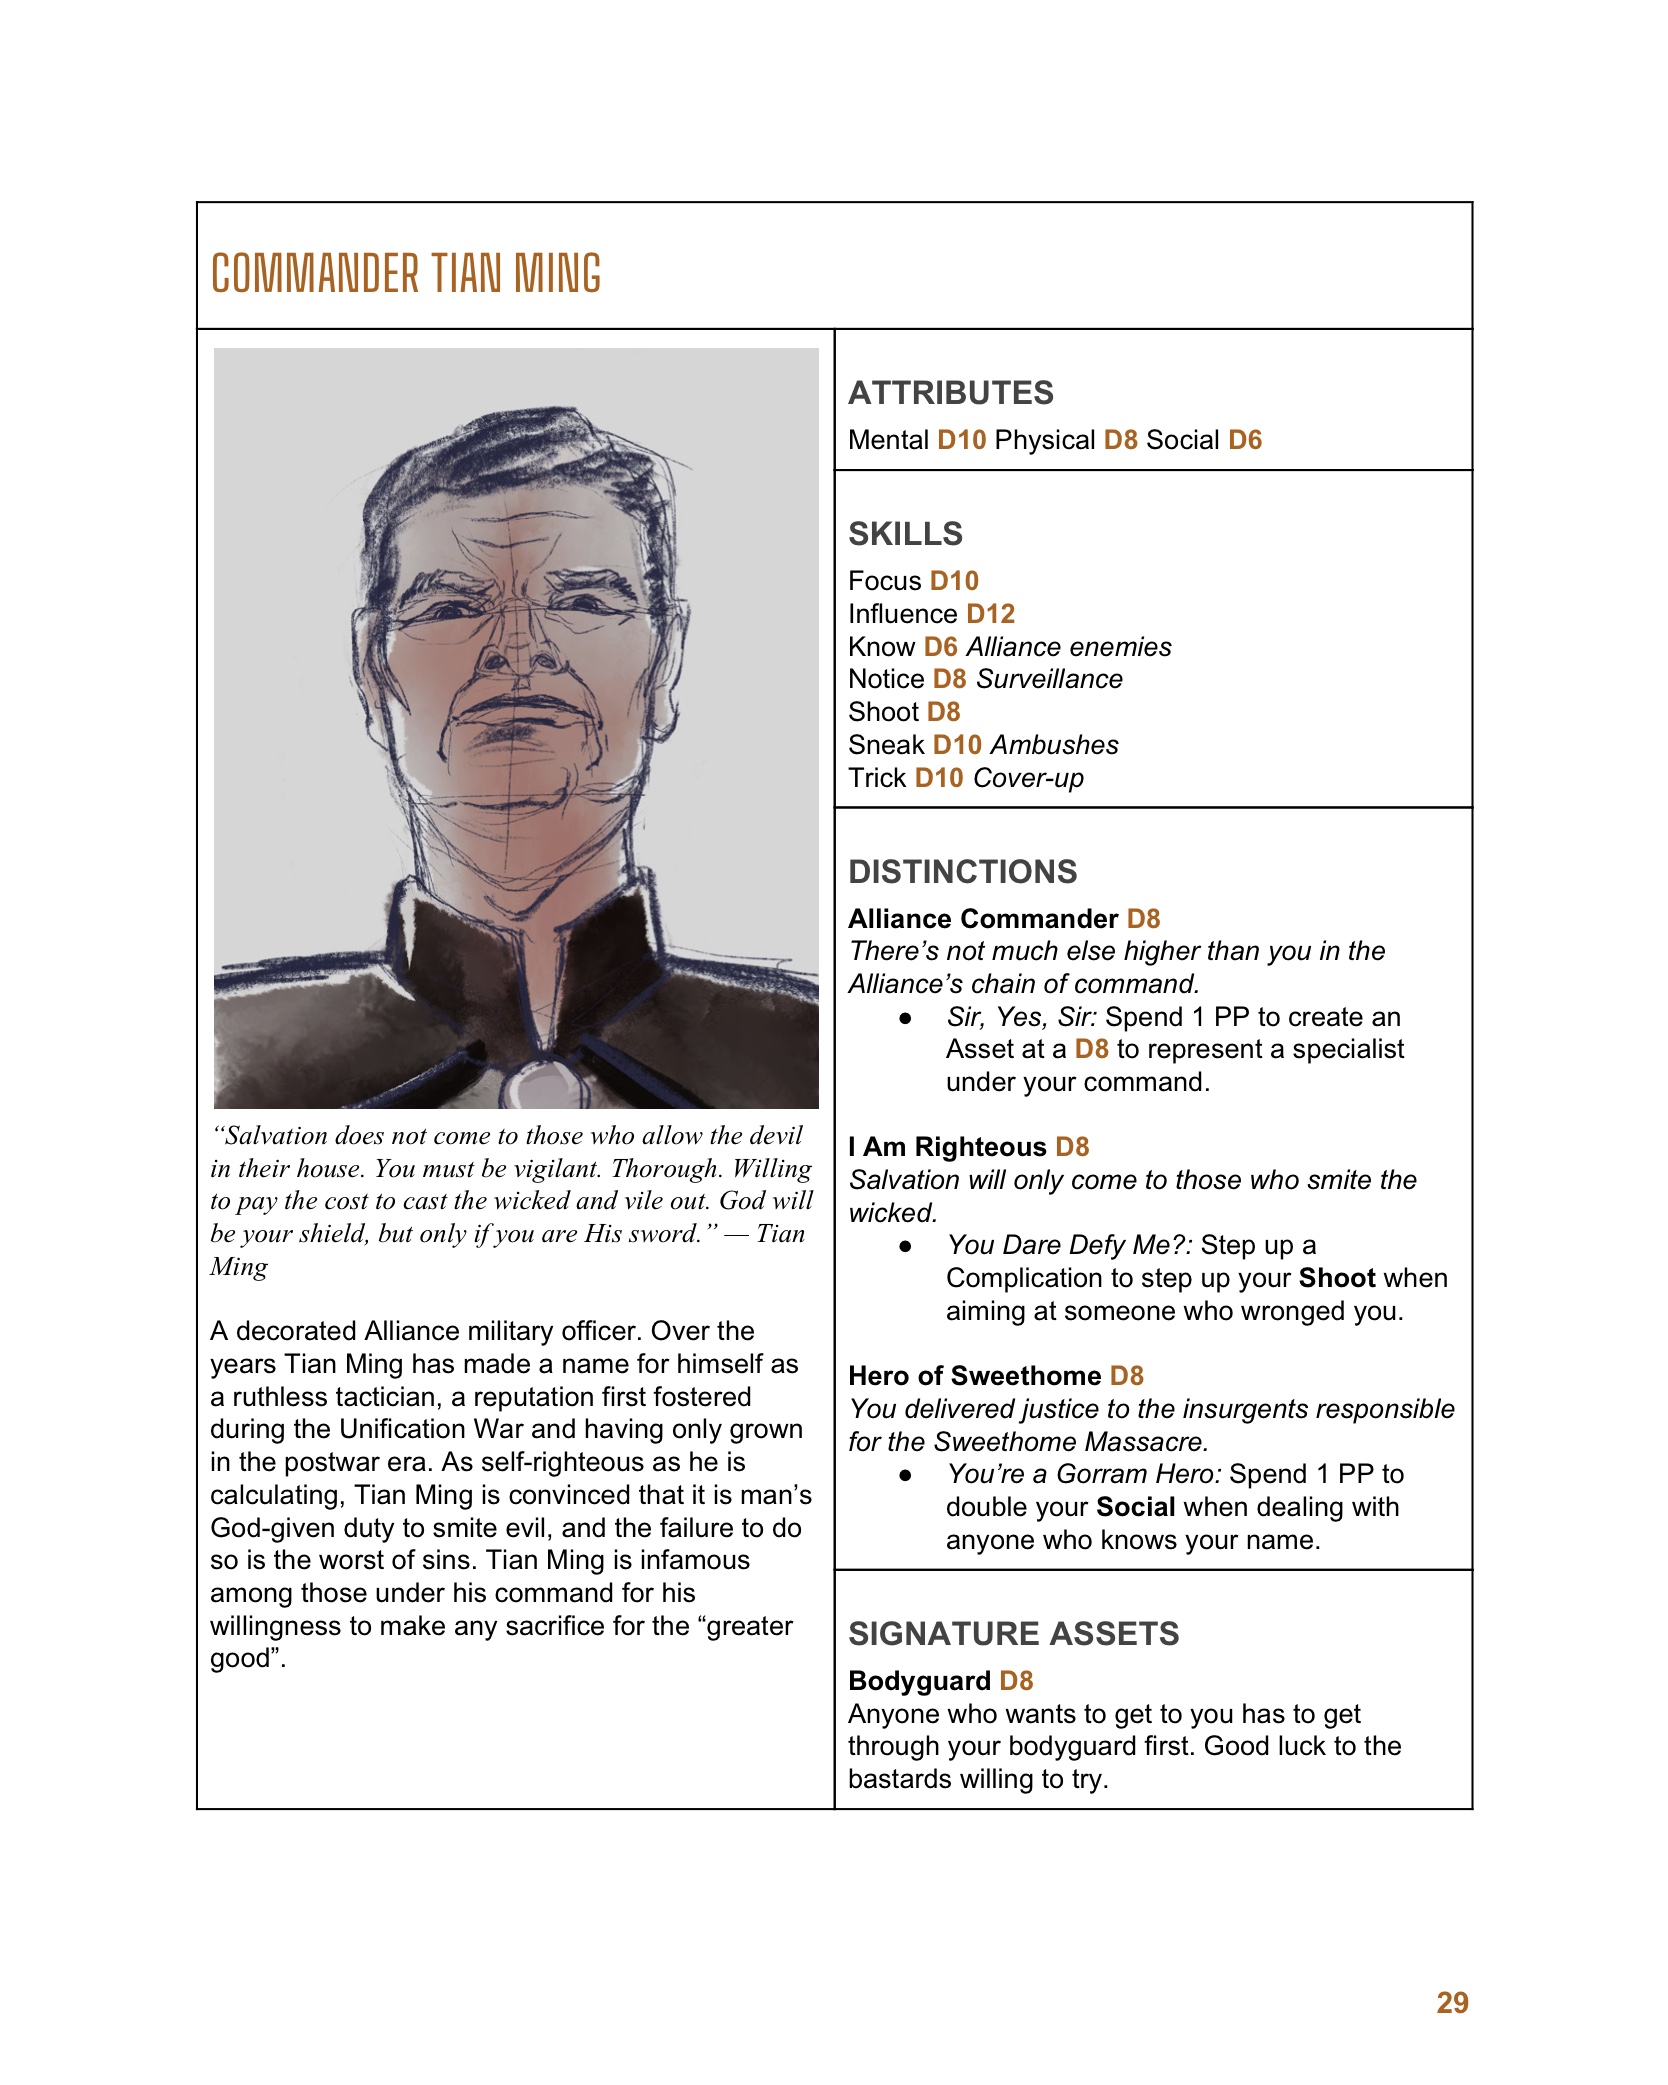 COMMANDER TIAN MING
“Salvation does not come to those who allow the devil
in their house. You must be vigilant. Thorough. Willing
to pay the cost to cast the wicked and vile out. God will
be your shield, but only if you are His sword.” — Tian
Ming
A decorated Alliance military officer. Over the
years Tian Ming has made a name for himself as
a ruthless tactician, a reputation first fostered
during the Unification War and having only grown
in the postwar era. As self-righteous as he is
calculating, Tian Ming is convinced that it is man’s
God-given duty to smite evil, and the failure to do
so is the worst of sins. Tian Ming is infamous
among those under his command for his
willingness to make any sacrifice for the “greater
good”.
ATTRIBUTES
Mental D10 Physical D8 Social D6
SKILLS
Focus D10
Influence D12
Know D6 Alliance enemies
Notice D8 Surveillance
Shoot D8
Sneak D10 Ambushes
Trick D10 Cover-up
DISTINCTIONS
Alliance Commander D8
There’s not much else higher than you in the
Alliance’s chain of command.
● Sir, Yes, Sir: Spend 1 PP to create an
Asset at a D8 to represent a specialist
under your command.
I Am Righteous D8
Salvation will only come to those who smite the
wicked.
● You Dare Defy Me?: Step up a
Complication to step up your Shoot when
aiming at someone who wronged you.
Hero of Sweethome D8
You delivered justice to the insurgents responsible
for the Sweethome Massacre.
● You’re a Gorram Hero: Spend 1 PP to
double your Social when dealing with
anyone who knows your name.
SIGNATURE ASSETS
Bodyguard D8
Anyone who wants to get to you has to get
through your bodyguard first. Good luck to the
bastards willing to try.
29